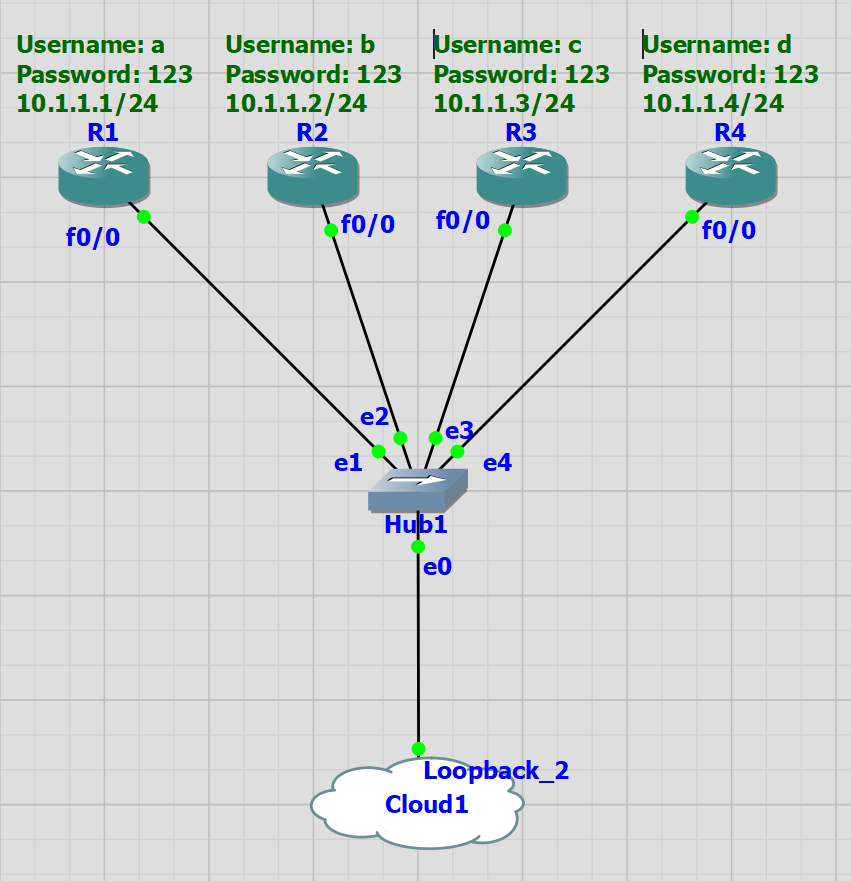 Username: a
Password: 123
10.1.1.1/24
R1
f0/0
Username: b
Password: 123
10.1.1.2/24
R2
f0/0
Username: c
Password: 123
10.1.1.3/24
R3
f0/0
Username: d
Password: 123
10.1.1.4/24
R4
f0/0
e2
e3
e1
e4
Hub1
e0
Loopback_2
Cloud1